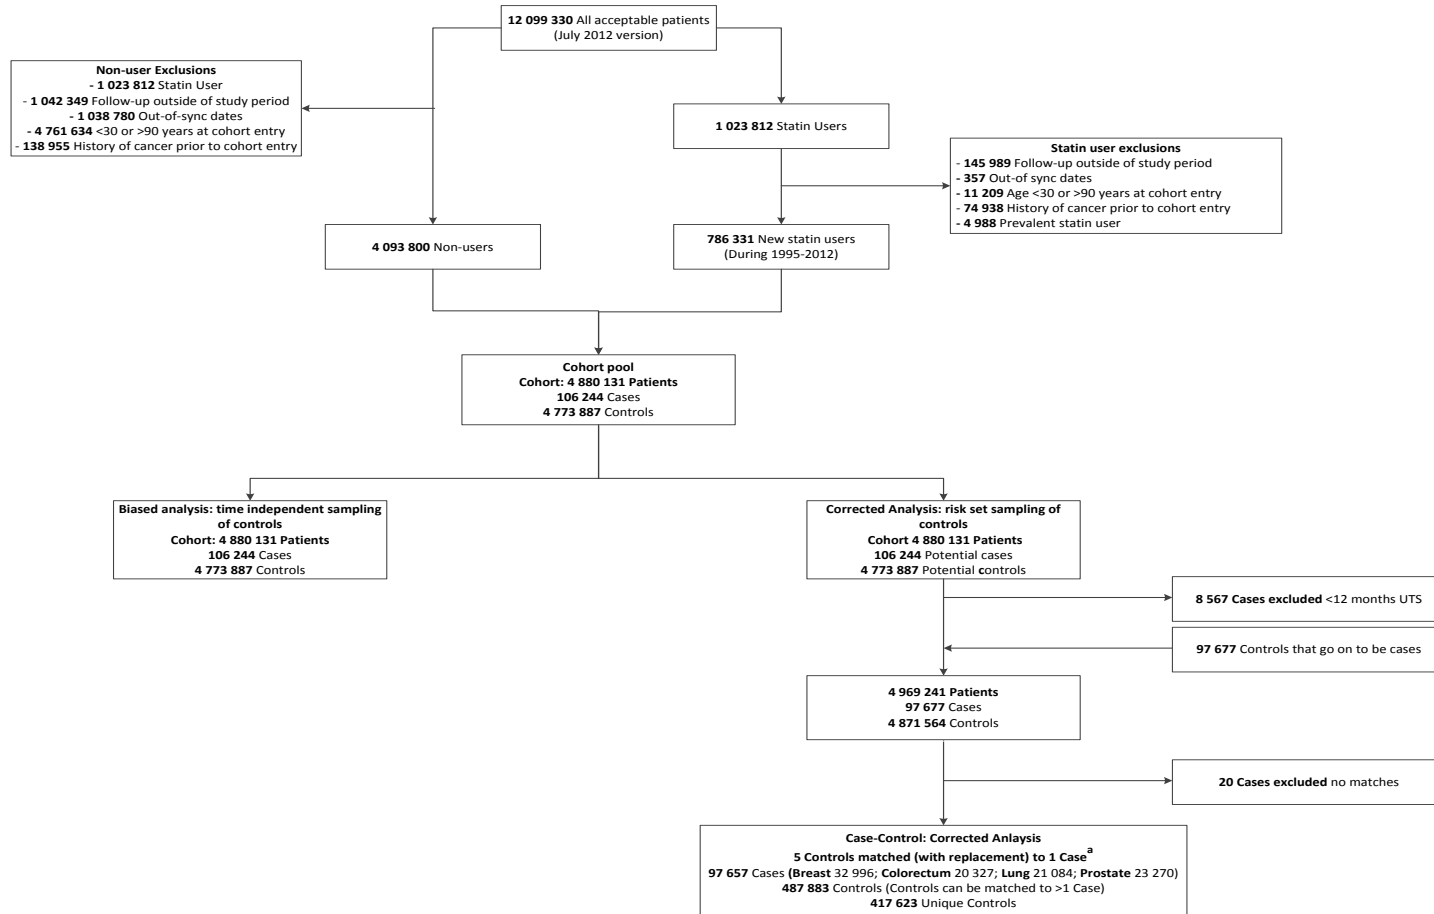 12 099 330 All acceptable patients
(July 2012 version)
Non-user Exclusions
- 1 023 812 Statin User
- 1 042 349 Follow-up outside of study period
- 1 038 780 Out-of-sync dates
- 4 761 634 <30 or >90 years at cohort entry
- 138 955 History of cancer prior to cohort entry
1 023 812 Statin Users
Statin user exclusions
- 145 989 Follow-up outside of study period
- 357 Out-of sync dates
- 11 209 Age <30 or >90 years at cohort entry
- 74 938 History of cancer prior to cohort entry
- 4 988 Prevalent statin user
4 093 800 Non-users
786 331 New statin users
(During 1995-2012)
Cohort pool
Cohort: 4 880 131 Patients
106 244 Cases
4 773 887 Controls
Biased analysis: time independent sampling
of controls
Cohort: 4 880 131 Patients
106 244 Cases
4 773 887 Controls
Corrected Analysis: risk set sampling of
controls
Cohort 4 880 131 Patients
106 244 Potential cases
4 773 887 Potential controls
8 567 Cases excluded <12 months UTS
97 677 Controls that go on to be cases
4 969 241 Patients
97 677 Cases
4 871 564 Controls
20 Cases excluded no matches
Case-Control: Corrected Anlaysis
5 Controls matched (with replacement) to 1 Case a
97 657 Cases (Breast 32 996; Colorectum 20 327; Lung 21 084; Prostate 23 270)
487 883 Controls (Controls can be matched to >1 Case)
417 623 Unique Controls